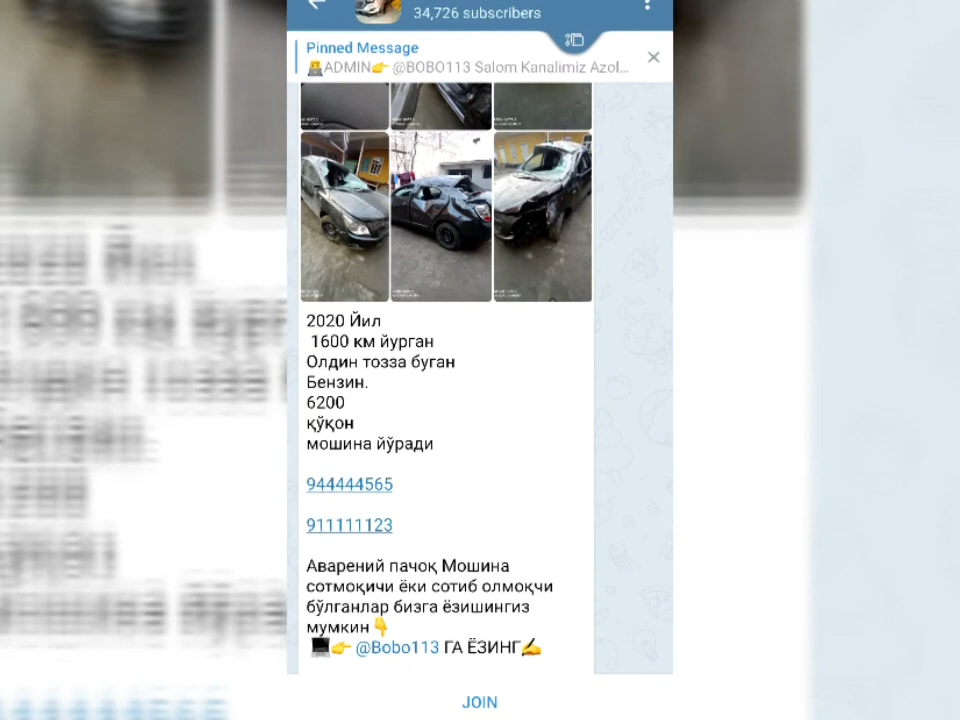 34,726 subscribers
Pinned Message
👨‍💻ADMIN👉 @BOBO113 Salom Kanalimiz Azol...
2020 Йил
1600 км йурган
Олдин тозза буган
Бензин.
6200
қўқон
мошина йўради
944444565
911111123
Аварений пачоқ Мошина
сотмоқичи ёки сотиб олмоқчи
бўлганлар бизга ёзишингиз
мумкин👇
💻👉 @Bobo113 ГА ЁЗИНГ✍️
JOIN